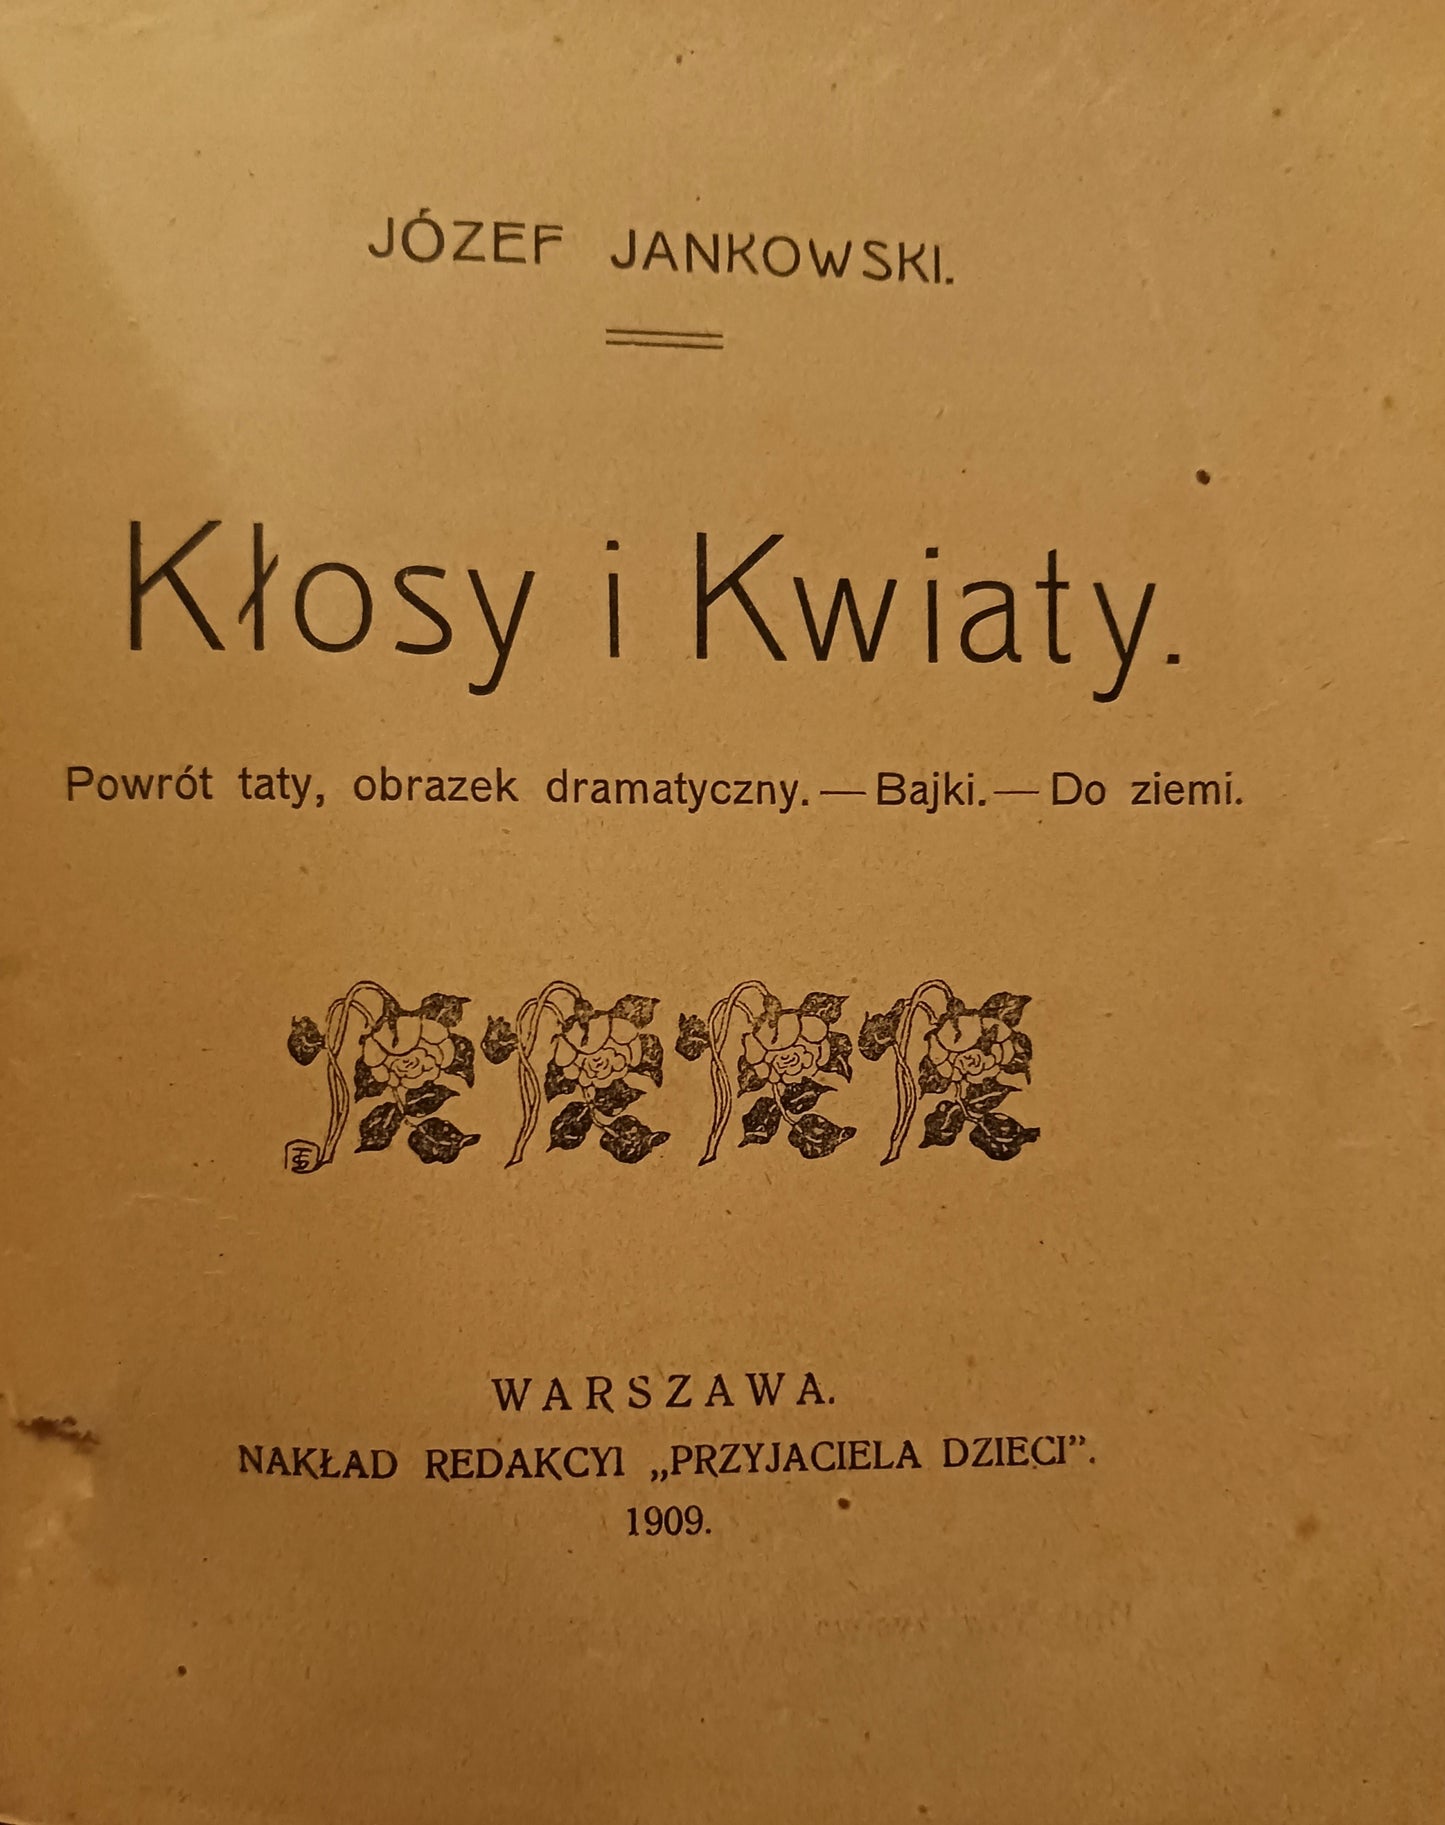 JÓZEF JANKOWSKI.
Kłosy i Kwiaty.
Powrót taty, obrazek dramatyczny.—Bajki.—Do ziemi.
WARSZAWA.
NAKŁAD REDAKCYI „PRZYJACIELA DZIECI”.
1909.